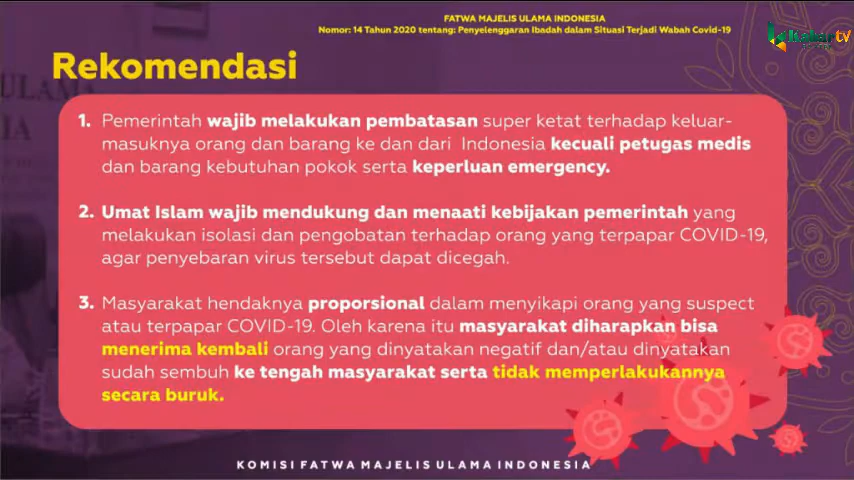 FATWA MAJELIS ULAMA INDONESIA
Nomor: 14 Tahun 2020 tentang: Penyelenggaran Ibadah dalam Situasi Terjadi Wabah Covid-19
Kabar tv
Rekomendasi
ULAMA
IA
1. Pemerintah wajib melakukan pembatasan super ketat terhadap keluar-
masuknya orang dan barang ke dan dari Indonesia kecuali petugas medis
dan barang kebutuhan pokok serta keperluan emergency.
2. Umat Islam wajib mendukung dan menaati kebijakan pemerintah yang
melakukan isolasi dan pengobatan terhadap orang yang terpapar COVID-19,
agar penyebaran virus tersebut dapat dicegah.
3. Masyarakat hendaknya proporsional dalam menyikapi orang yang suspect
atau terpapar COVID-19. Oleh karena itu masyarakat diharapkan bisa
menerima kembali orang yang dinyatakan negatif dan/atau dinyatakan
sudah sembuh ke tengah masyarakat serta tidak memperlakukannya
secara buruk.
KOMISI FATWA MAJELIS ULAMA INDONESIA